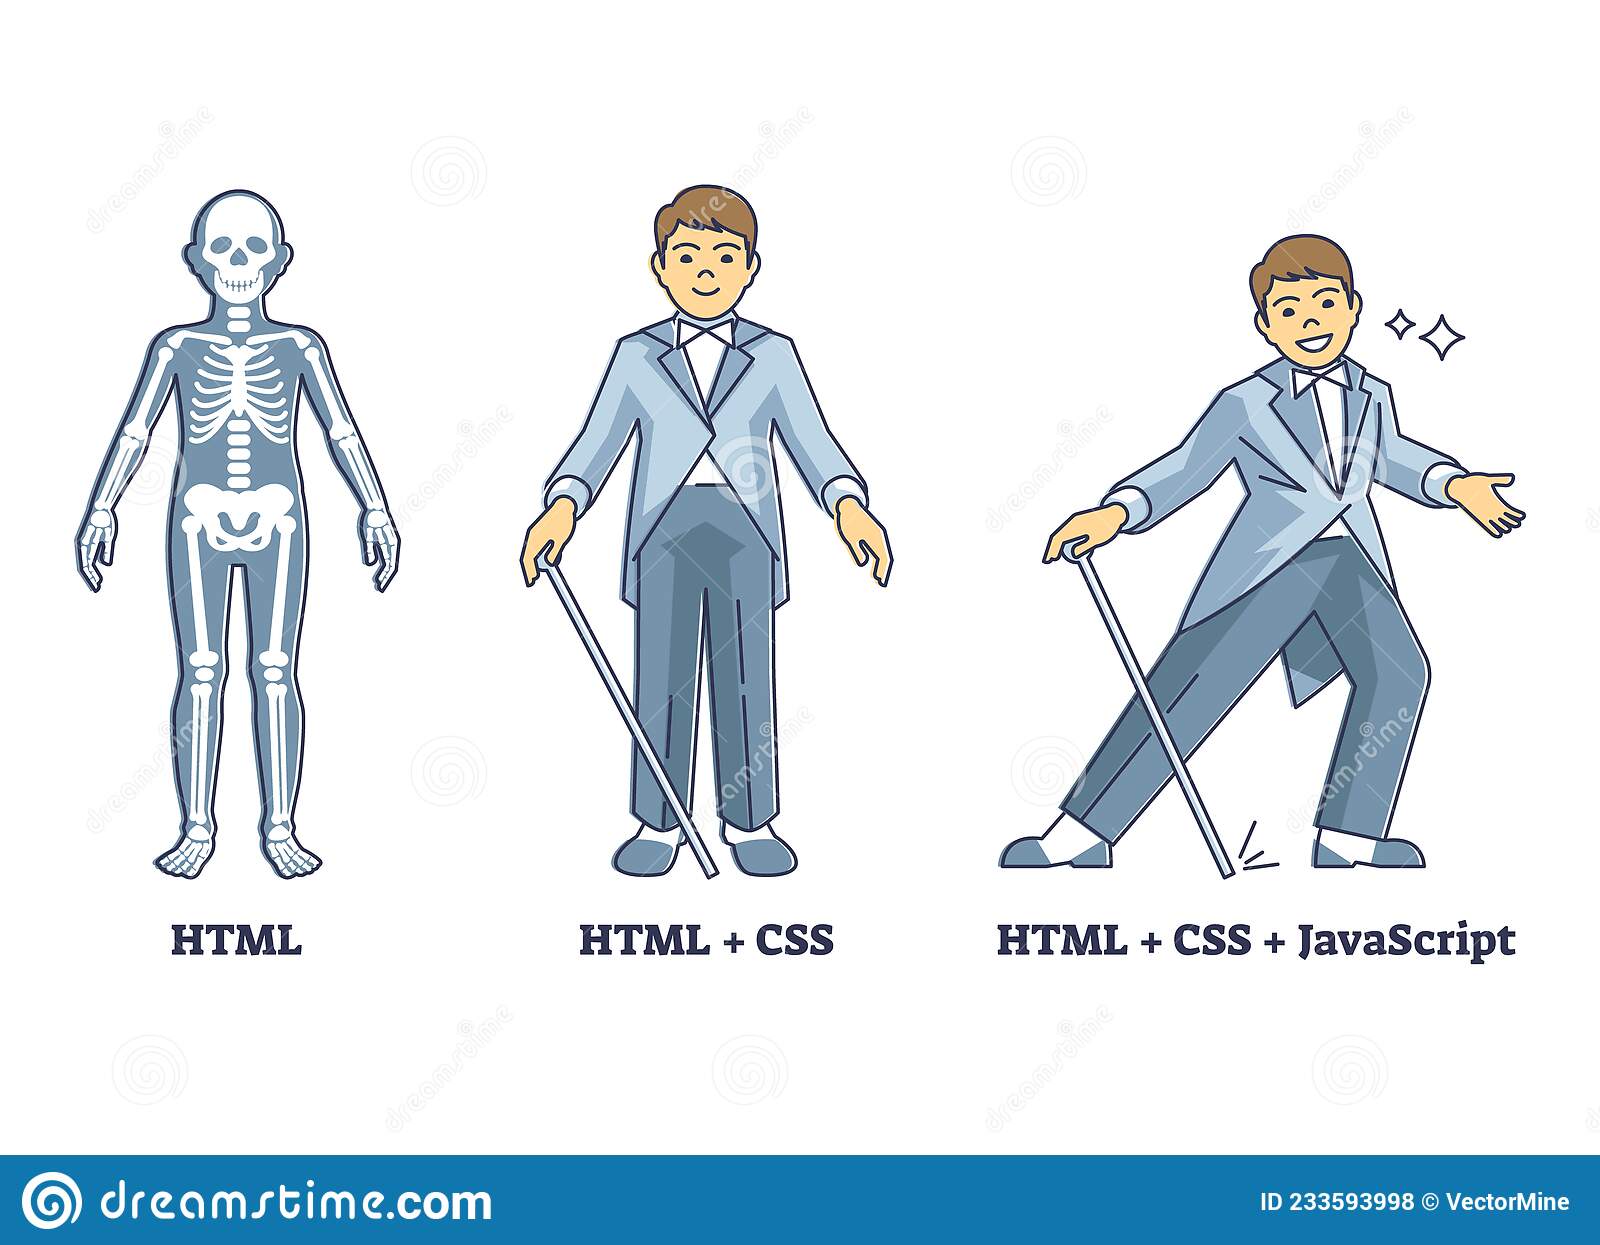 HTML
HTML + CSS
HTML + CSS + JavaScript
dreamstime.com
ID 233593998 © VectorMine